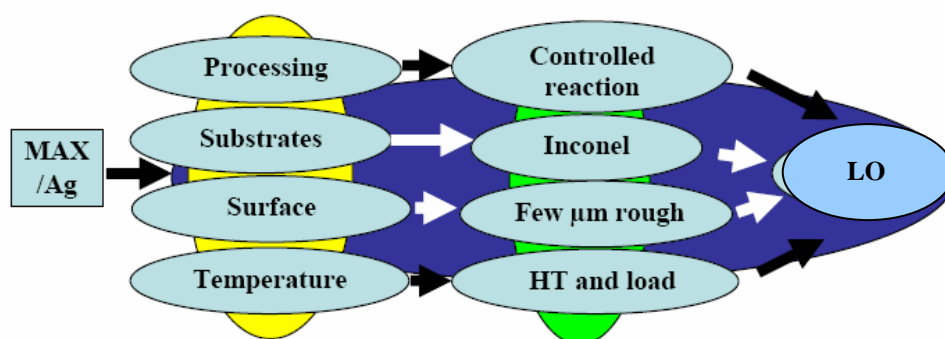 Processing
Controlled
reaction
Substrates
Inconel
MAX
/Ag
LO
Surface
Few µm rough
Temperature
HT and load